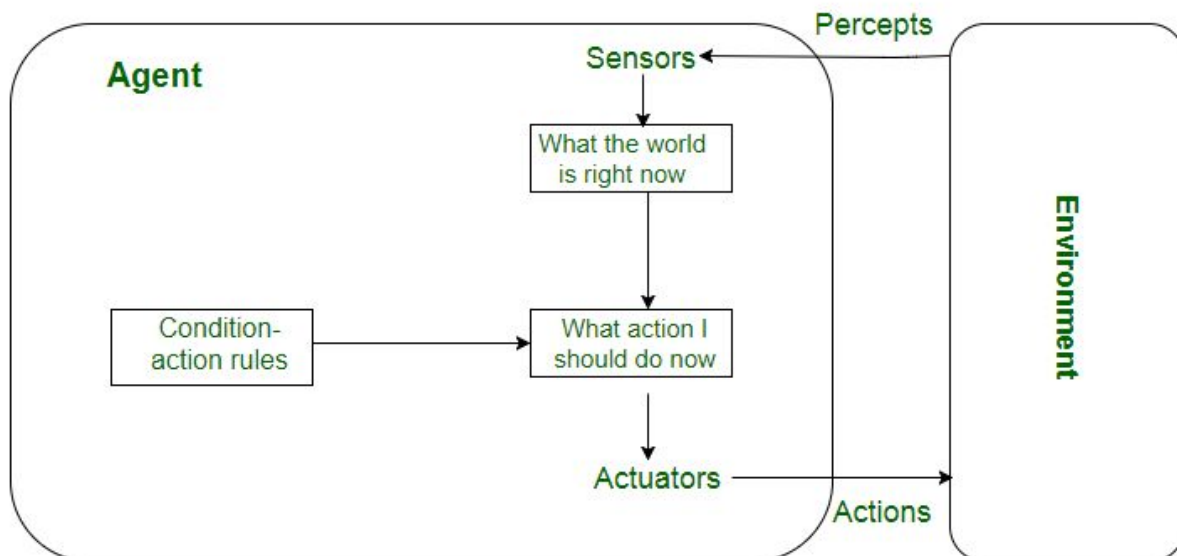 Percepts
Sensors
Agent
What the world
is right now
Environment
Condition-
action rules
What action I
should do now
Actuators
Actions